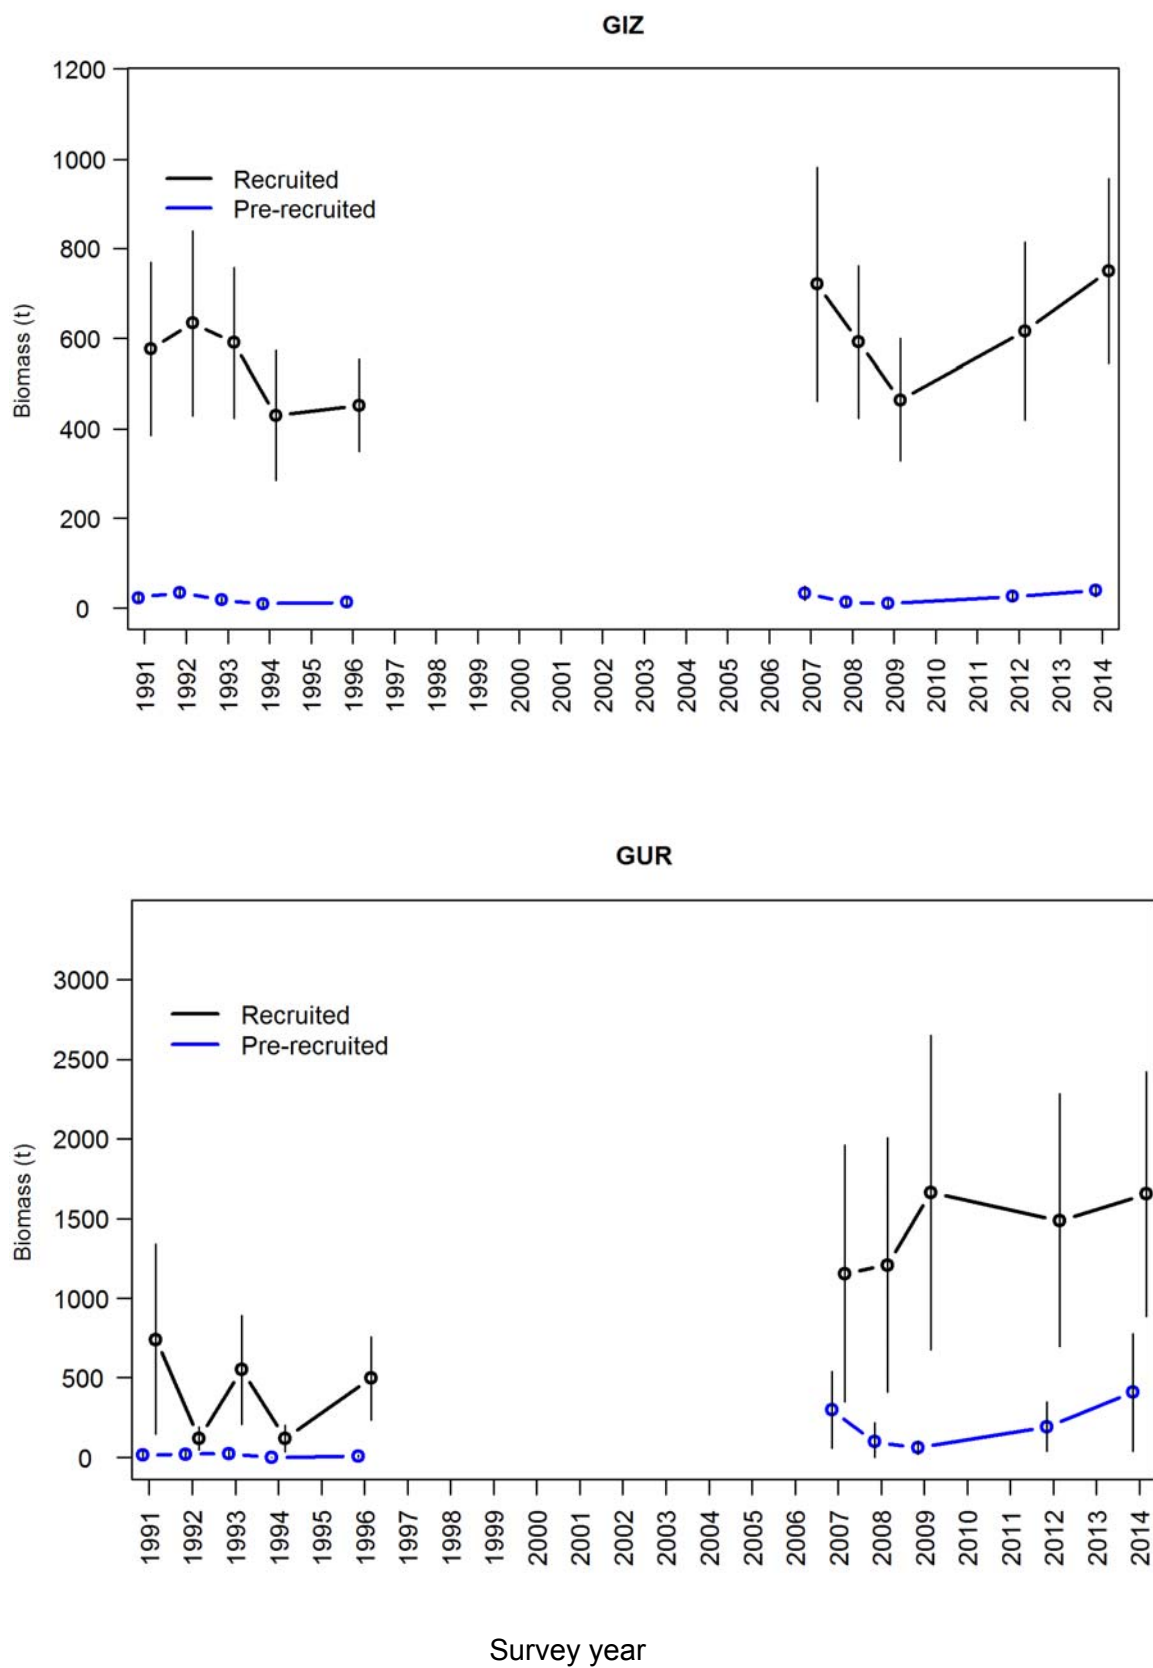 GIZ
1200
1000
800
600
400
200
0
Biomass (t)
Recruited
Pre-recruited
1991 1992 1993 1994 1995 1996 1997 1998 1999 2000 2001 2002 2003 2004 2005 2006 2007 2008 2009 2010 2011 2012 2013 2014
GUR
3000
2500
2000
1500
1000
500
0
Biomass (t)
Recruited
Pre-recruited
1991 1992 1993 1994 1995 1996 1997 1998 1999 2000 2001 2002 2003 2004 2005 2006 2007 2008 2009 2010 2011 2012 2013 2014
Survey year